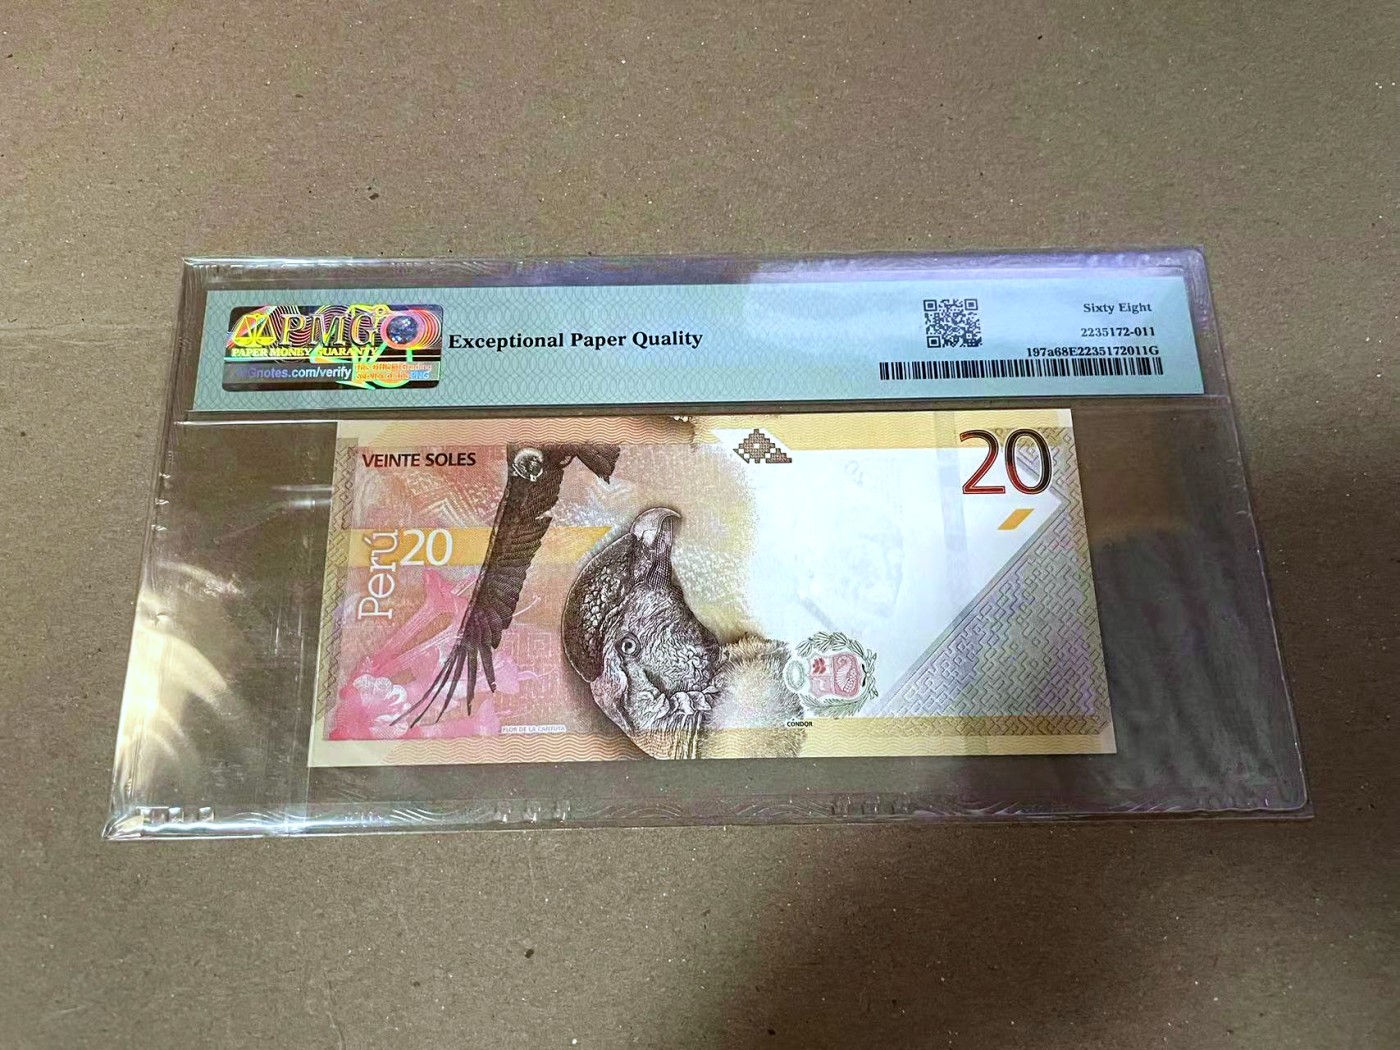 PMG
PAPER MONEY GUARANTY
PMGnotes.com/verify
Exceptional Paper Quality
Sixty Eight
2235172-011
197a68E2235172011G
VEINTE SOLES
20
Perú
20
FLOR DE LA CANTUTA
CÓNDOR